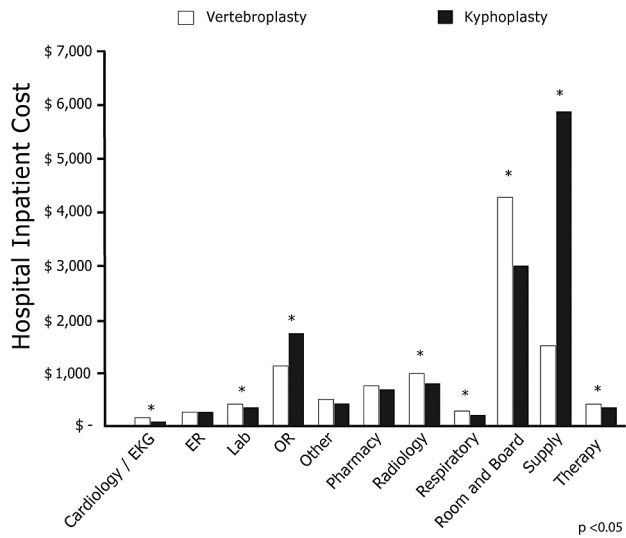 Vertebroplasty
Kyphoplasty
Hospital Inpatient Cost
$ 7,000
$ 6,000
$ 5,000
$ 4,000
$ 3,000
$ 2,000
$ 1,000
$ -
*
*
*
*
*
*
*
*
Cardiology / EKG
ER
Lab
OR
Other
Pharmacy
Radiology
Respiratory
Room and Board
Supply
Therapy
p <0.05